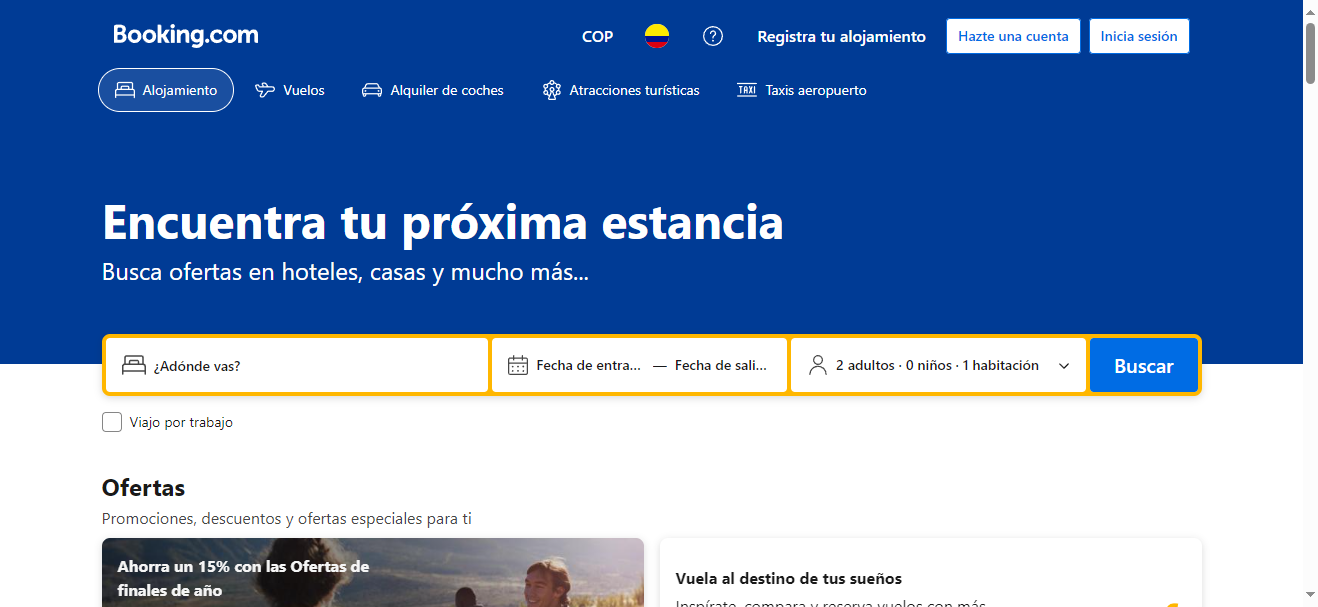 Booking.com
COP
Registra tu alojamiento
Hazte una cuenta
Inicia sesión
Alojamiento
Vuelos
Alquiler de coches
Atracciones turísticas
TAXI
Taxis aeropuerto
Encuentra tu próxima estancia
Busca ofertas en hoteles, casas y mucho más...
¿Adónde vas?
Fecha de entra... — Fecha de sali...
2 adultos · 0 niños · 1 habitación
Buscar
Viajo por trabajo
Ofertas
Promociones, descuentos y ofertas especiales para ti
Ahorra un 15% con las Ofertas de
finales de año
Vuela al destino de tus sueños
Inspírate, compara y reserva vuelos con más